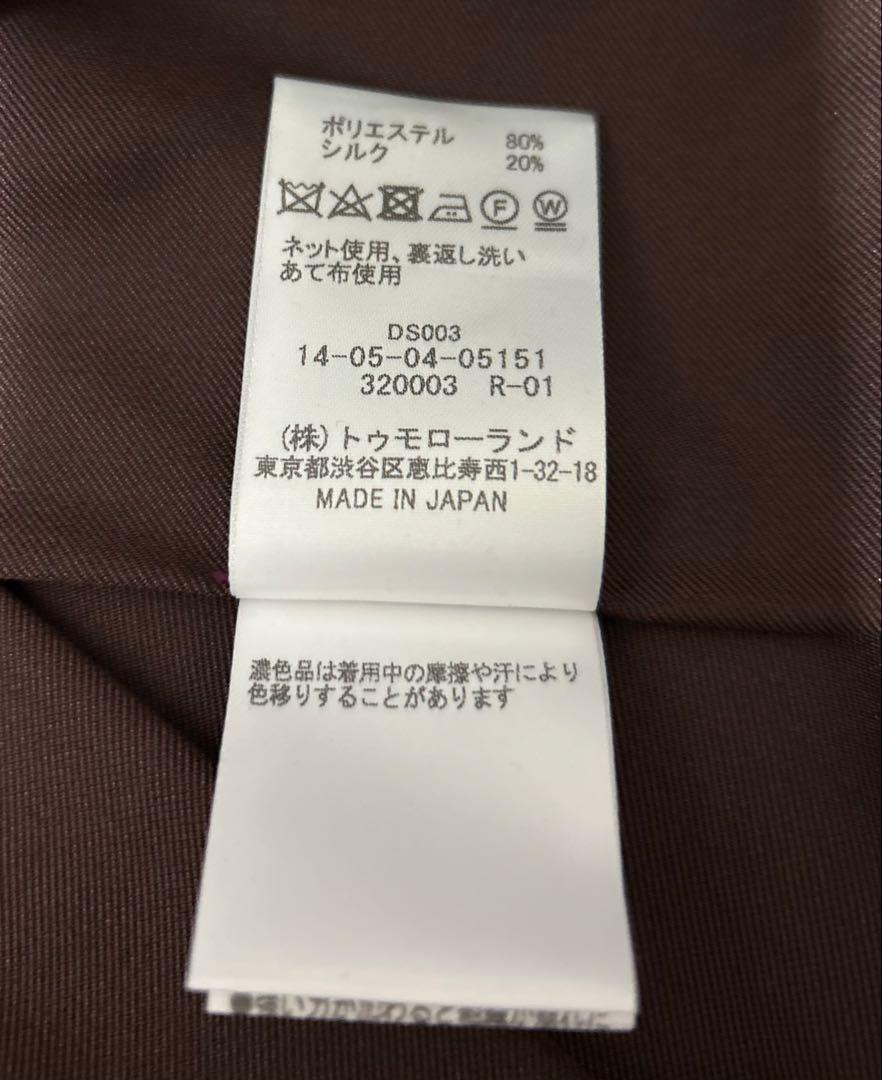 ポリエステル 80%
シルク 20%
F W
ネット使用、裏返し洗い
あて布使用
DS003
14-05-04-05151
320003 R-01
(株)トゥモローランド
東京都渋谷区恵比寿西1-32-18
MADE IN JAPAN
濃色品は着用中の摩擦や汗により
色移りすることがあります